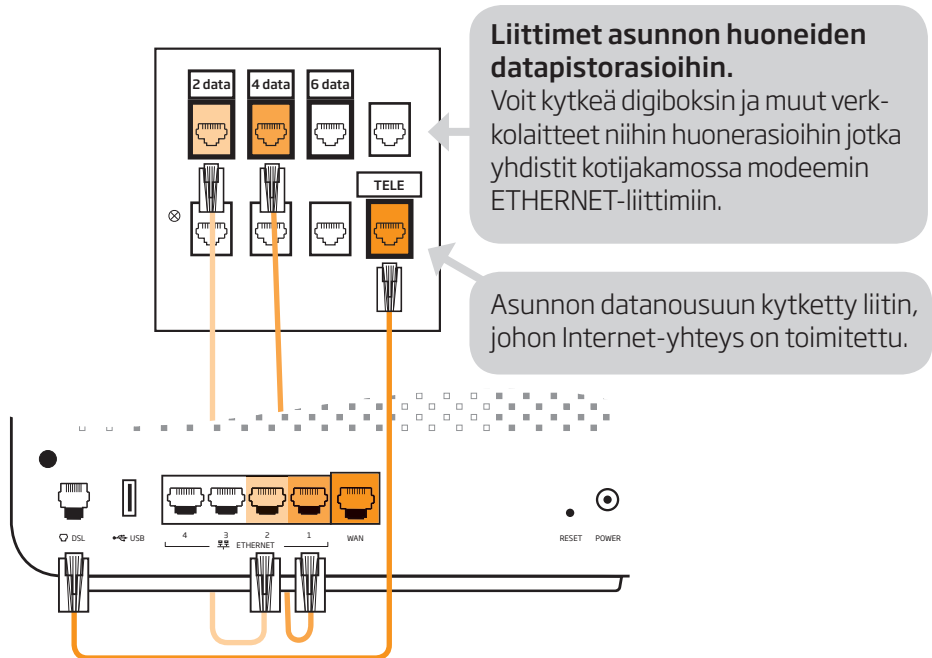 Liittimet asunnon huoneiden
datapistorasioihin.
Voit kytkeä digiboksin ja muut verk-
kolaitteet niihin huonerasioihin jotka
yhdistit kotijakamossa modeemin
ETHERNET-liittimiin.
2 data 4 data 6 data
TELE
Asunnon datanousuun kytketty liitin,
johon Internet-yhteys on toimitettu.
DSL USB 4 3 2 1 WAN RESET POWER
ETHERNET